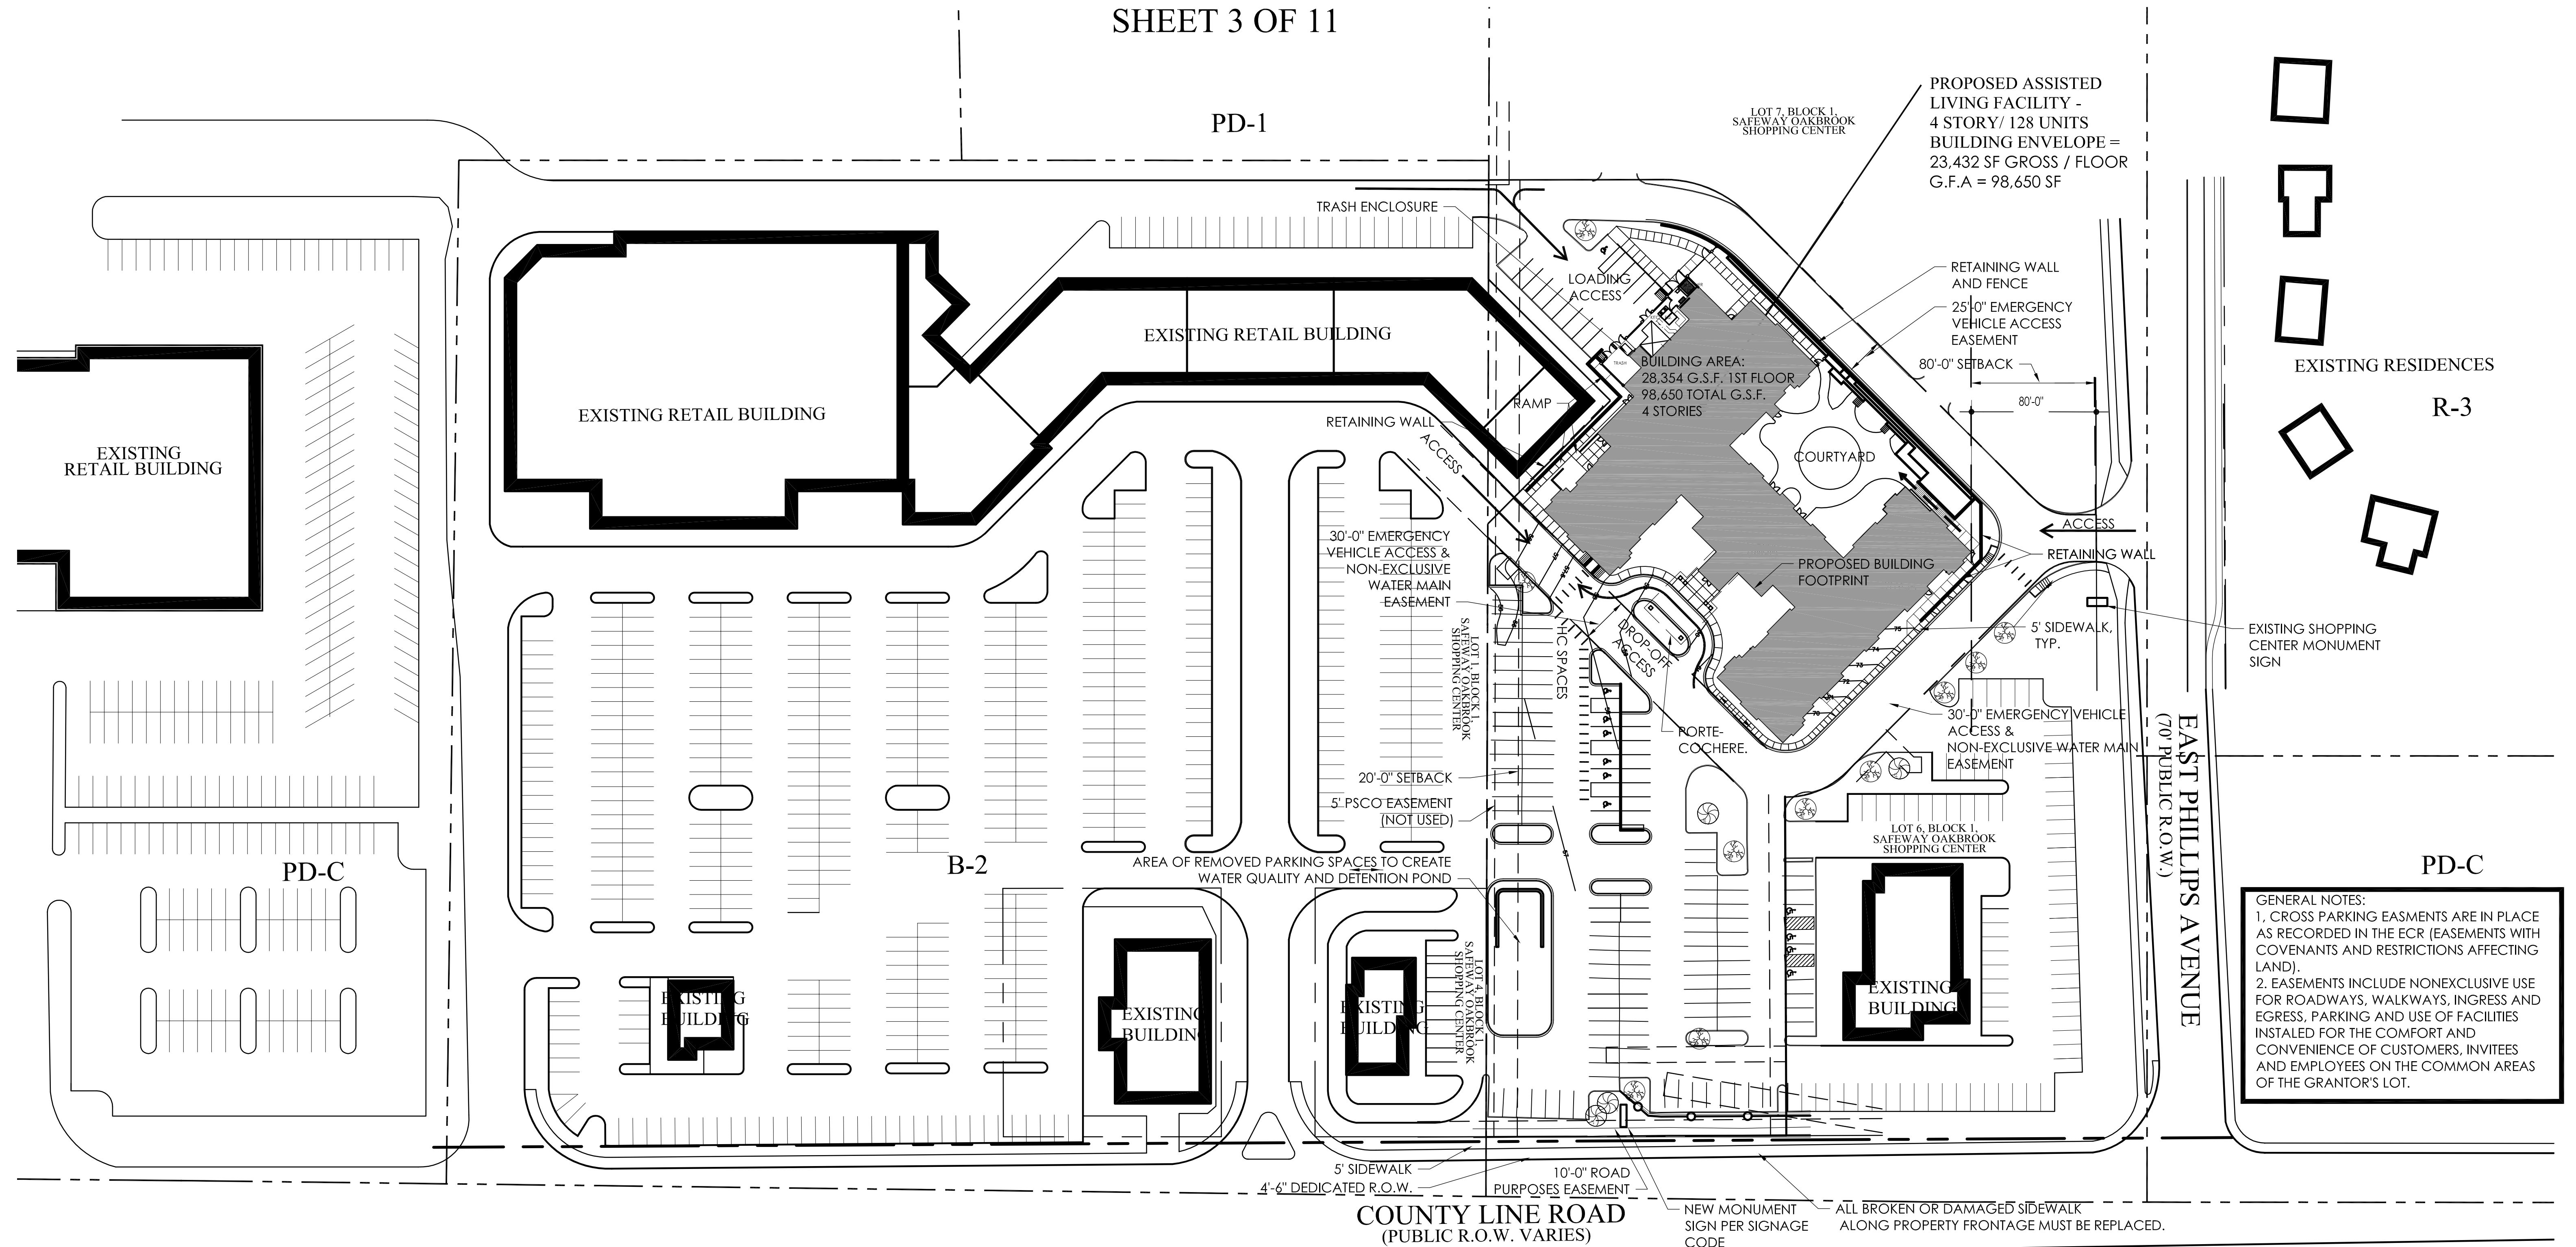 SHEET 3 OF 11
PD-1
LOT 7, BLOCK 1,
SAFEWAY OAKBROOK
SHOPPING CENTER
PROPOSED ASSISTED
LIVING FACILITY -
4 STORY/ 128 UNITS
BUILDING ENVELOPE =
23,432 SF GROSS / FLOOR
G.F.A = 98,650 SF
TRASH ENCLOSURE
LOADING
ACCESS
RETAINING WALL
AND FENCE
25'-0" EMERGENCY
VEHICLE ACCESS
EASEMENT
80'-0" SETBACK
80'-0"
EXISTING RESIDENCES
R-3
EXISTING RETAIL BUILDING
EXISTING RETAIL BUILDING
EXISTING
RETAIL BUILDING
TRASH
BUILDING AREA:
28,354 G.S.F. 1ST FLOOR
98,650 TOTAL G.S.F.
4 STORIES
RAMP
RETAINING WALL
ACCESS
COURTYARD
ACCESS
RETAINING WALL
30'-0" EMERGENCY
VEHICLE ACCESS &
NON-EXCLUSIVE
WATER MAIN
EASEMENT
PROPOSED BUILDING
FOOTPRINT
LOT 1, BLOCK 1,
SAFEWAY OAKBROOK
SHOPPING CENTER
HC SPACES
DROP-OFF
ACCESS
75
74
73
72
71
70
5' SIDEWALK,
TYP.
EXISTING SHOPPING
CENTER MONUMENT
SIGN
PORTE-
COCHERE.
30'-0" EMERGENCY VEHICLE
ACCESS &
NON-EXCLUSIVE WATER MAIN
EASEMENT
EAST PHILLIPS AVENUE
(70' PUBLIC R.O.W.)
20'-0" SETBACK
5' PSCO EASEMENT
(NOT USED)
AREA OF REMOVED PARKING SPACES TO CREATE
WATER QUALITY AND DETENTION POND
LOT 6, BLOCK 1,
SAFEWAY OAKBROOK
SHOPPING CENTER
PD-C
B-2
PD-C
GENERAL NOTES:
1, CROSS PARKING EASMENTS ARE IN PLACE
AS RECORDED IN THE ECR (EASEMENTS WITH
COVENANTS AND RESTRICTIONS AFFECTING
LAND).
2. EASEMENTS INCLUDE NONEXCLUSIVE USE
FOR ROADWAYS, WALKWAYS, INGRESS AND
EGRESS, PARKING AND USE OF FACILITIES
INSTALED FOR THE COMFORT AND
CONVENIENCE OF CUSTOMERS, INVITEES
AND EMPLOYEES ON THE COMMON AREAS
OF THE GRANTOR'S LOT.
EXISTING
BUILDING
EXISTING
BUILDING
EXISTING
BUILDING
LOT 4, BLOCK 1,
SAFEWAY OAKBROOK
SHOPPING CENTER
EXISTING
BUILDING
5' SIDEWALK
4'-6" DEDICATED R.O.W.
10'-0" ROAD
PURPOSES EASEMENT
COUNTY LINE ROAD
(PUBLIC R.O.W. VARIES)
NEW MONUMENT
SIGN PER SIGNAGE
CODE
ALL BROKEN OR DAMAGED SIDEWALK
ALONG PROPERTY FRONTAGE MUST BE REPLACED.